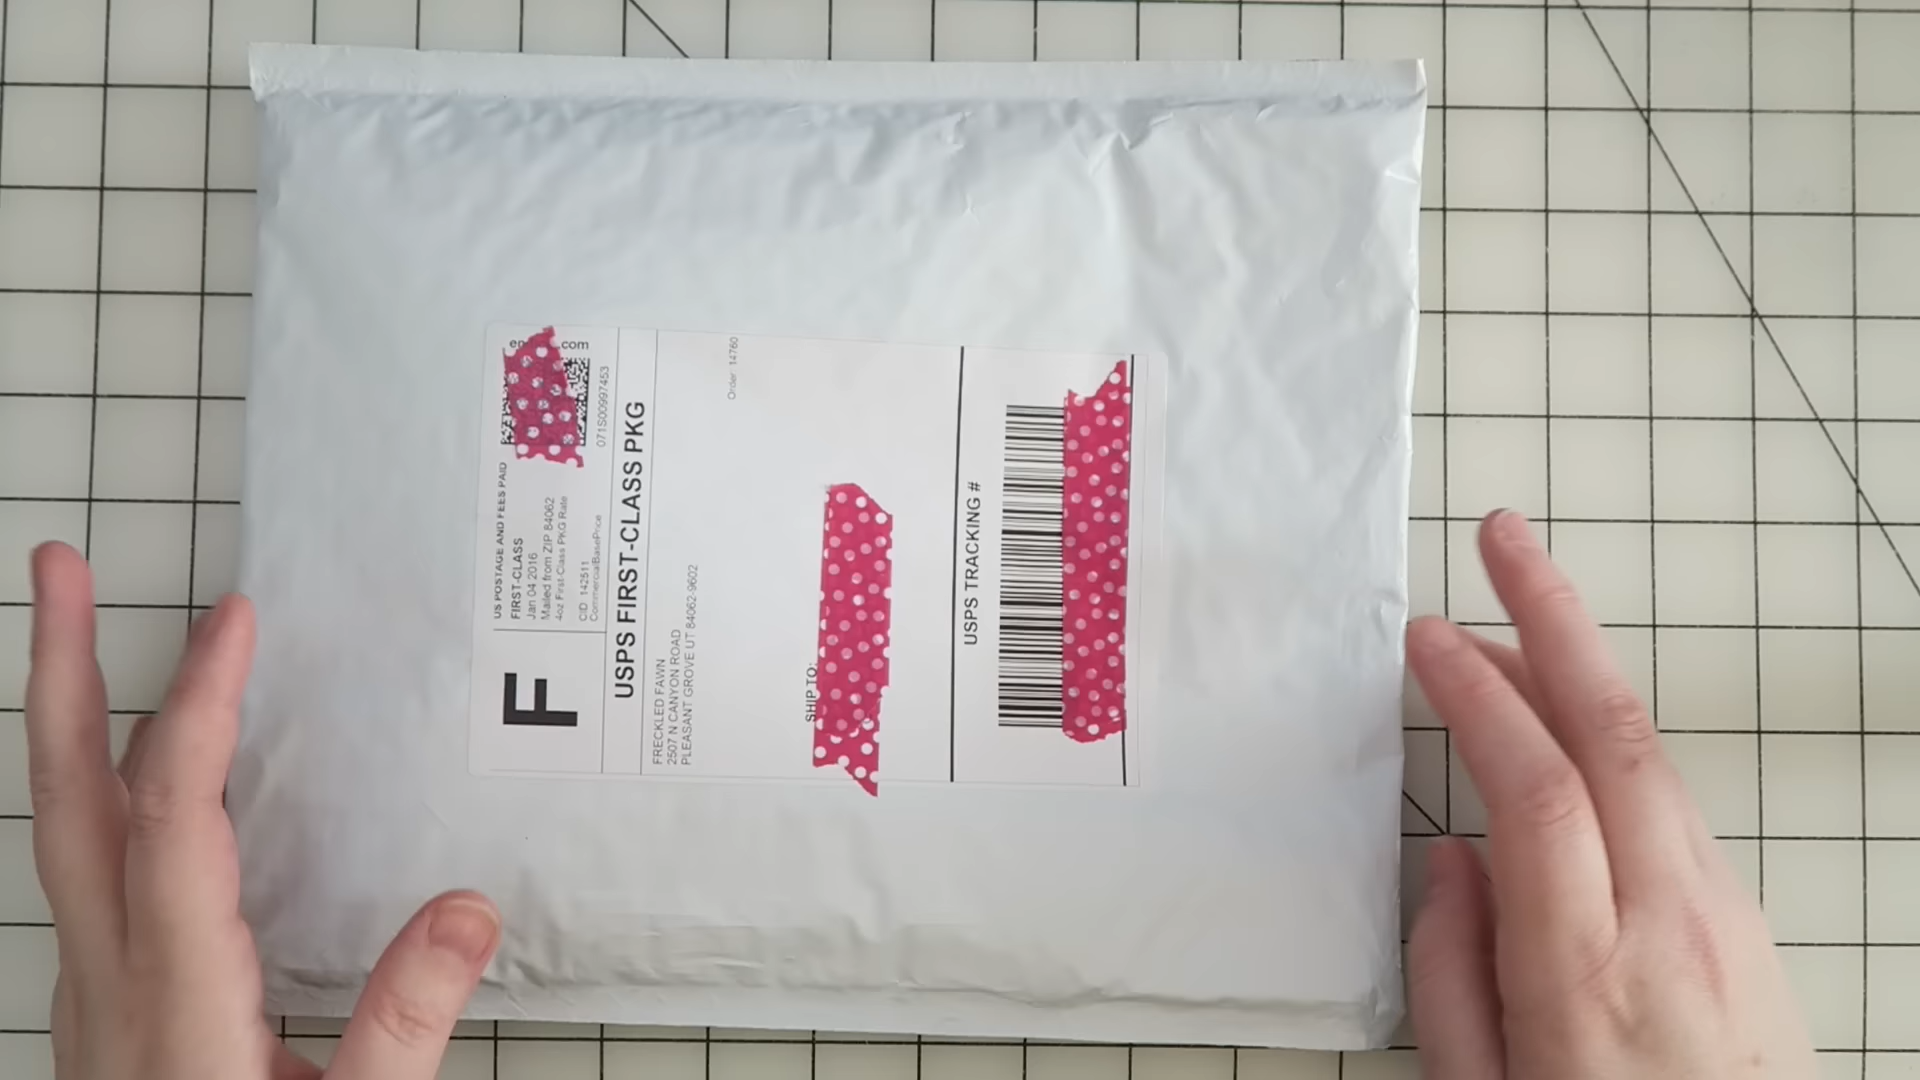 F
US POSTAGE AND FEES PAID
FIRST-CLASS
Jan 04 2016
Mailed from ZIP 84062
4oz First-Class PKG Rate
CID 142511
CommercialBasePrice
.com
071S00997453
USPS FIRST-CLASS PKG
FRECKLED FAWN
2507 N CANYON ROAD
PLEASANT GROVE UT 84062-9602
Order: 14760
SHIP TO:
USPS TRACKING #